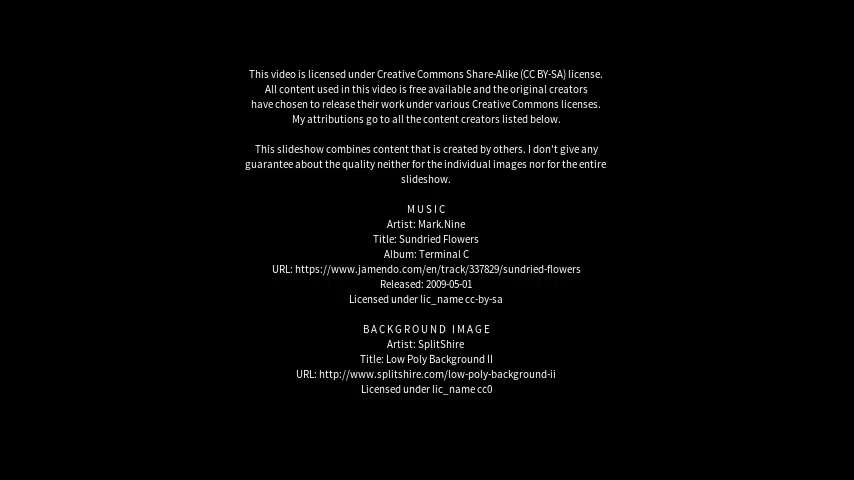 This video is licensed under Creative Commons Share-Alike (CC BY-SA) license.
All content used in this video is free available and the original creators
have chosen to release their work under various Creative Commons licenses.
My attributions go to all the content creators listed below.
This slideshow combines content that is created by others. I don't give any
guarantee about the quality neither for the individual images nor for the entire
slideshow.
MUSIC
Artist: Mark.Nine
Title: Sundried Flowers
Album: Terminal C
URL: https://www.jamendo.com/en/track/337829/sundried-flowers
Released: 2009-05-01
Licensed under lic_name cc-by-sa
BACKGROUND IMAGE
Artist: SplitShire
Title: Low Poly Background II
URL: http://www.splitshire.com/low-poly-background-ii
Licensed under lic_name cc0